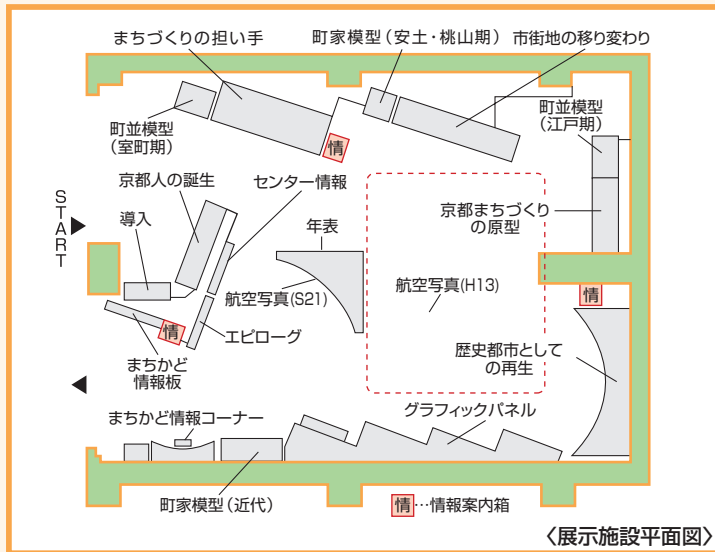 まちづくりの担い手
町家模型(安土・桃山期)
市街地の移り変わり
町並模型
(室町期)
情
町並模型
(江戸期)
京都人の誕生
センター情報
START
導入
年表
京都まちづくり
の原型
航空写真(S21)
航空写真(H13)
情
エピローグ
情
まちかど
情報板
歴史都市として
の再生
まちかど情報コーナー
グラフィックパネル
町家模型(近代)
情…情報案内箱
〈展示施設平面図〉